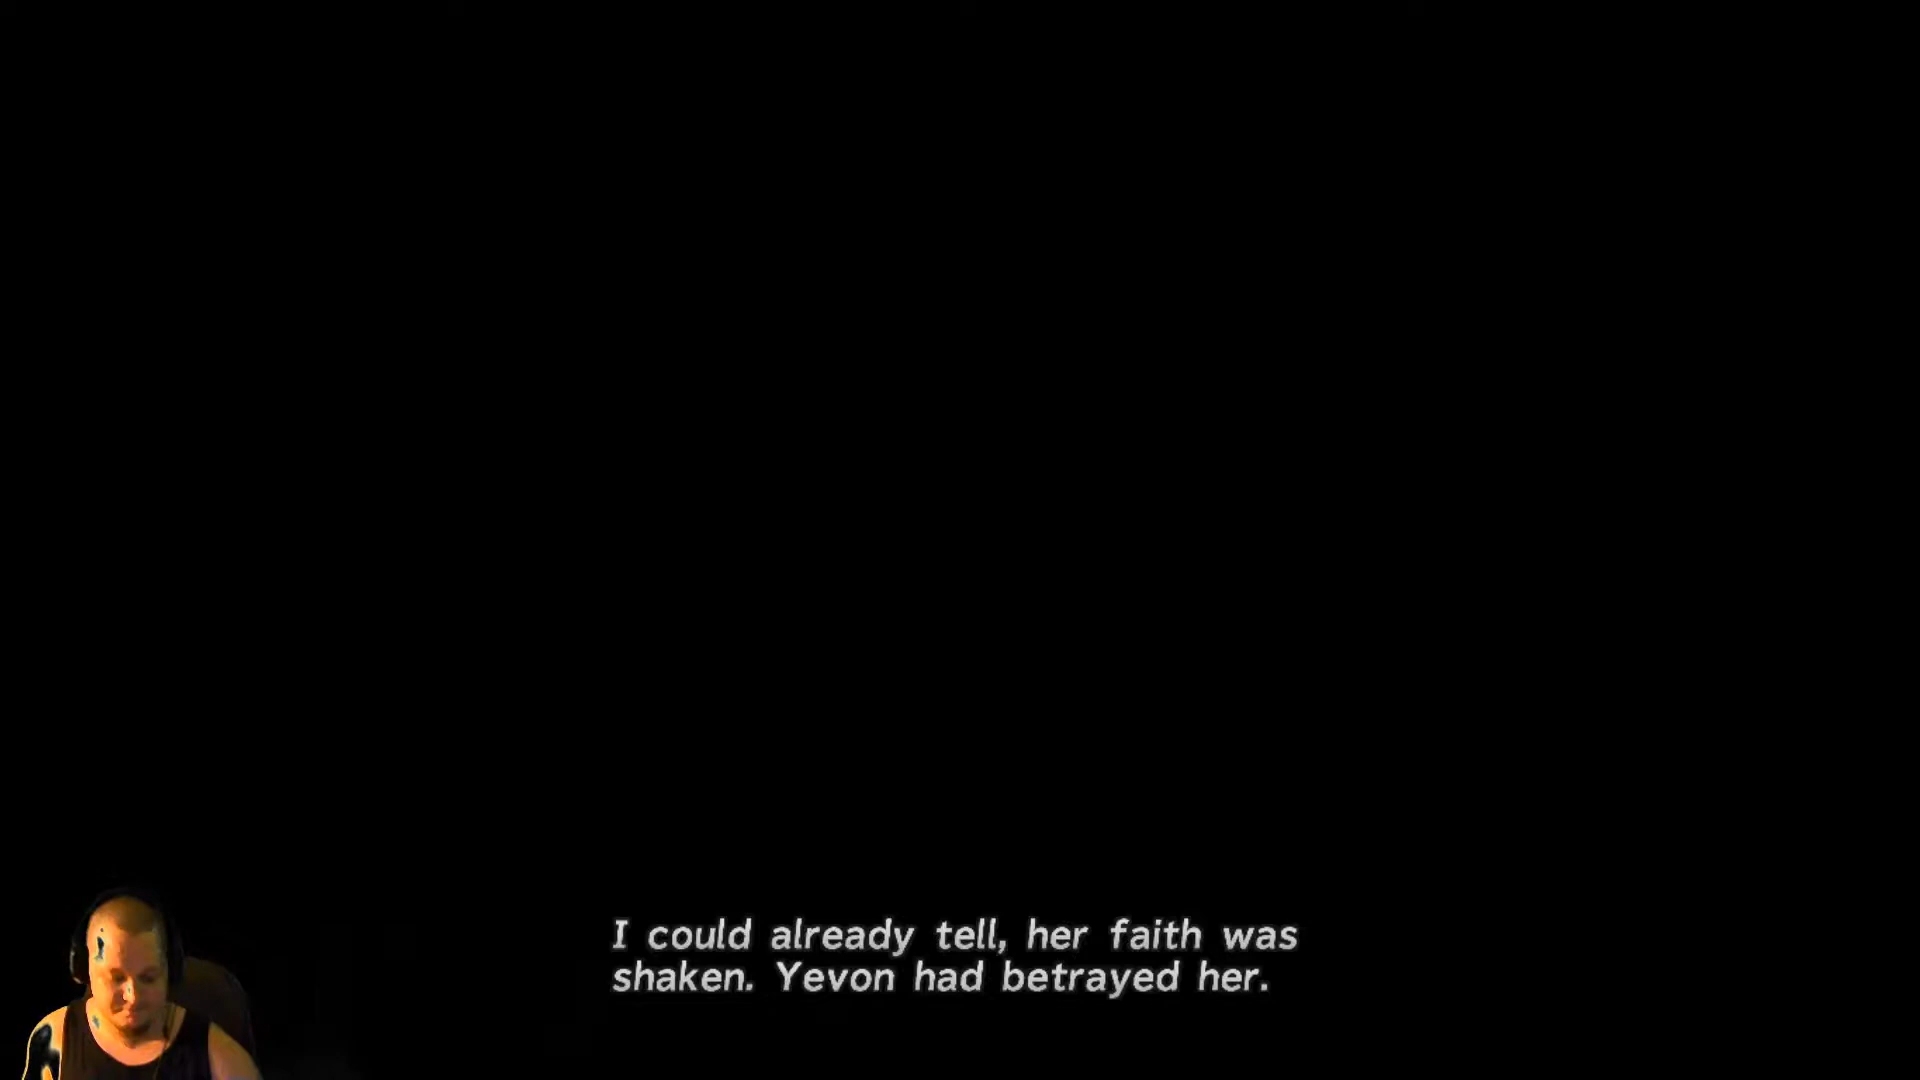 I could already tell, her faith was
shaken. Yevon had betrayed her.